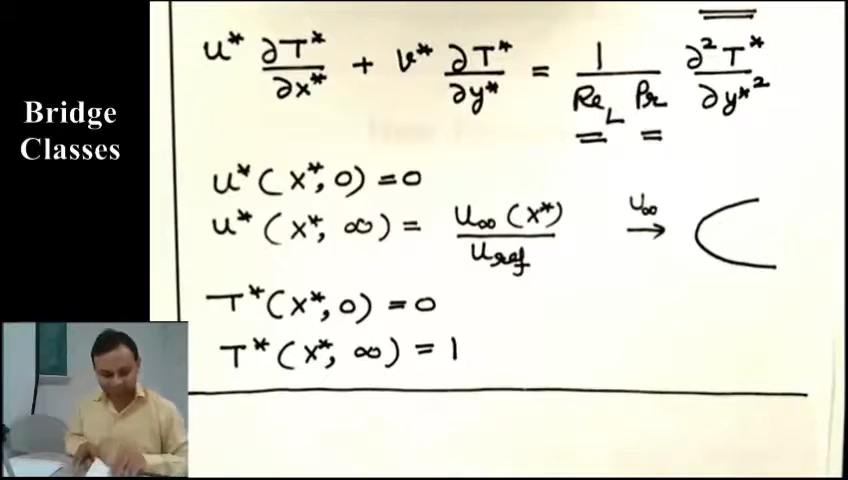 Bridge
Classes
u* ∂T*/∂x* + v* ∂T*/∂y* = 1/(Re_L Pr) ∂²T*/∂y*²
u*(x*, 0) = 0
u*(x*, ∞) = u∞(x*)/u_ref
u∞ →
T*(x*, 0) = 0
T*(x*, ∞) = 1